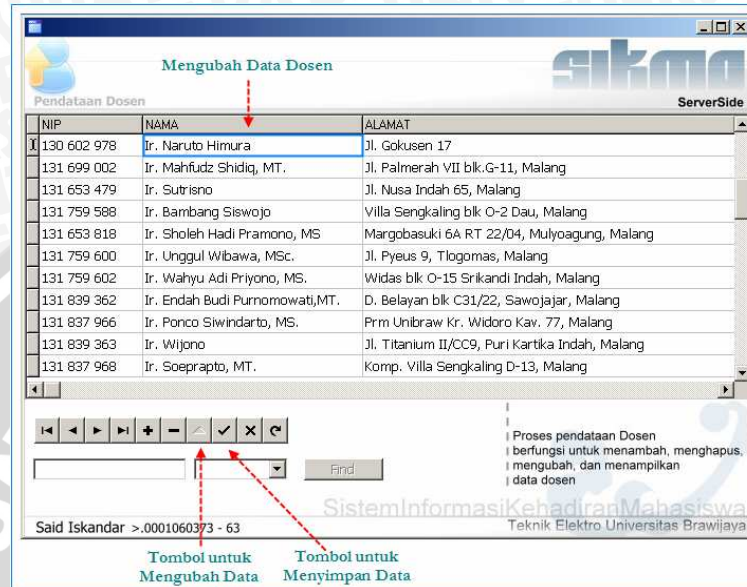 Mengubah Data Dosen
sikma
Pendataan Dosen
ServerSide
NIP NAMA ALAMAT
130 602 978 Ir. Naruto Himura Jl. Gokusen 17
131 699 002 Ir. Mahfudz Shidiq, MT. Jl. Palmerah VII blk.G-11, Malang
131 653 479 Ir. Sutrisno Jl. Nusa Indah 65, Malang
131 759 588 Ir. Bambang Siswojo Villa Sengkaling blk O-2 Dau, Malang
131 653 818 Ir. Sholeh Hadi Pramono, MS Margobasuki 6A RT 22/04, Mulyoagung, Malang
131 759 600 Ir. Unggul Wibawa, MSc. Jl. Pyeus 9, Tlogomas, Malang
131 759 602 Ir. Wahyu Adi Priyono, MS. Widas blk O-15 Srikandi Indah, Malang
131 839 362 Ir. Endah Budi Purnomowati,MT. D. Belayan blk C31/22, Sawojajar, Malang
131 837 966 Ir. Ponco Siwindarto, MS. Prm Unibraw Kr. Widoro Kav. 77, Malang
131 839 363 Ir. Wijono Jl. Titanium II/CC9, Puri Kartika Indah, Malang
131 837 968 Ir. Soeprapto, MT. Komp. Villa Sengkaling D-13, Malang
Proses pendataan Dosen
berfungsi untuk menambah, menghapus,
mengubah, dan menampilkan
data dosen
Find
SistemInformasiKehadiranMahasiswa
Said Iskandar >.0001060373 - 63
Teknik Elektro Universitas Brawijaya
Tombol untuk
Mengubah Data
Tombol untuk
Menyimpan Data